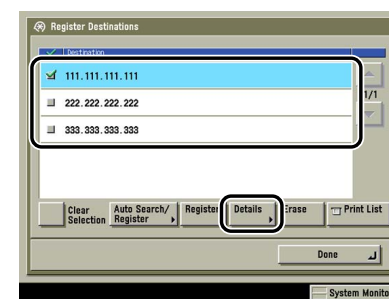 Register Destinations
Destination
111.111.111.111
222.222.222.222
333.333.333.333
1/1
Clear Selection
Auto Search/ Register
Register
Details
Erase
Print List
Done
System Monito